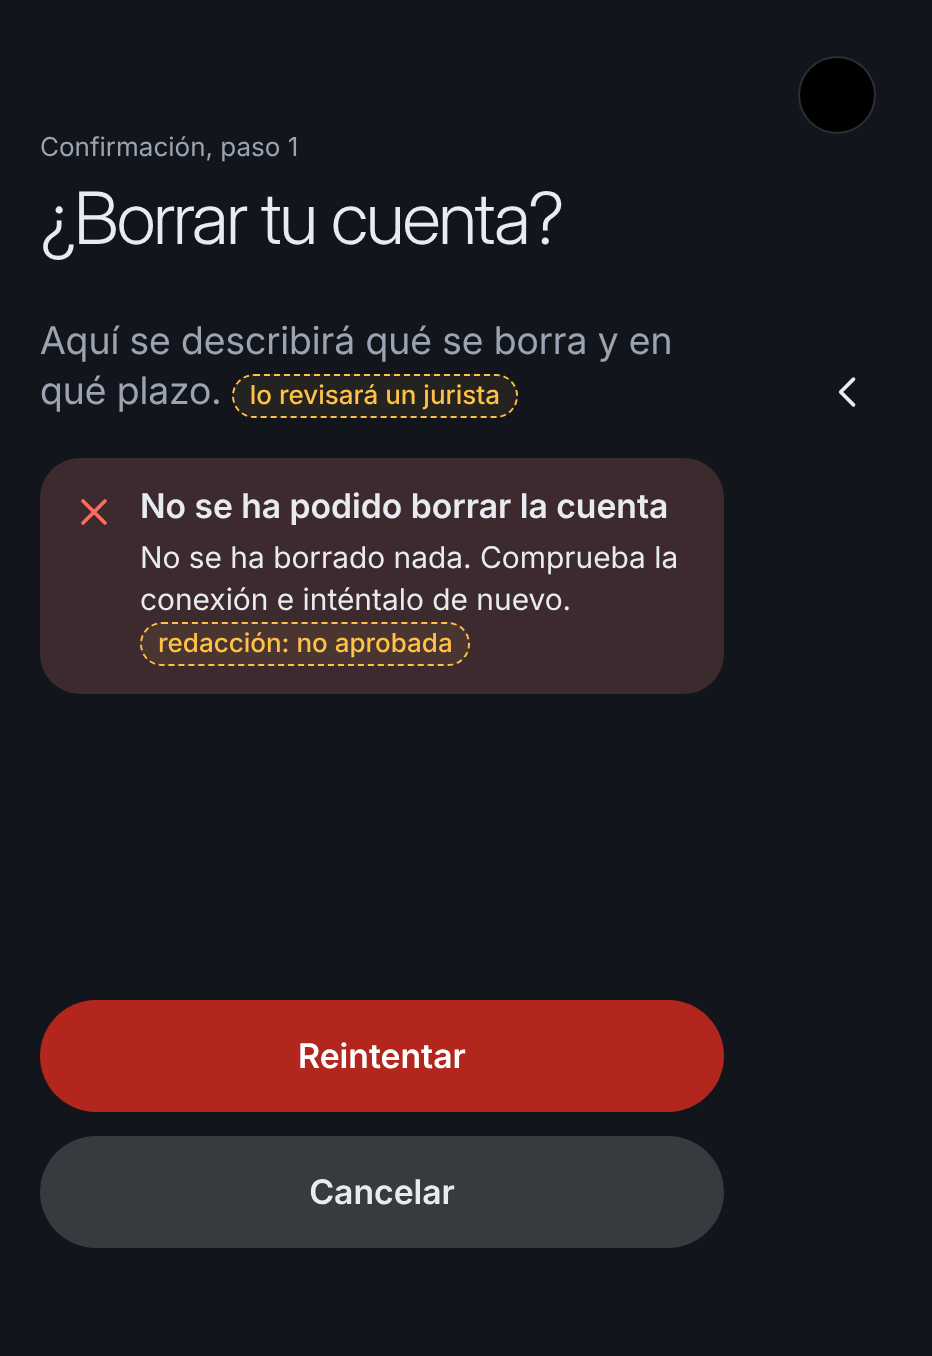 Confirmación, paso 1
¿Borrar tu cuenta?
Aquí se describirá qué se borra y en
qué plazo. lo revisará un jurista
No se ha podido borrar la cuenta
No se ha borrado nada. Comprueba la
conexión e inténtalo de nuevo.
redacción: no aprobada
Reintentar
Cancelar